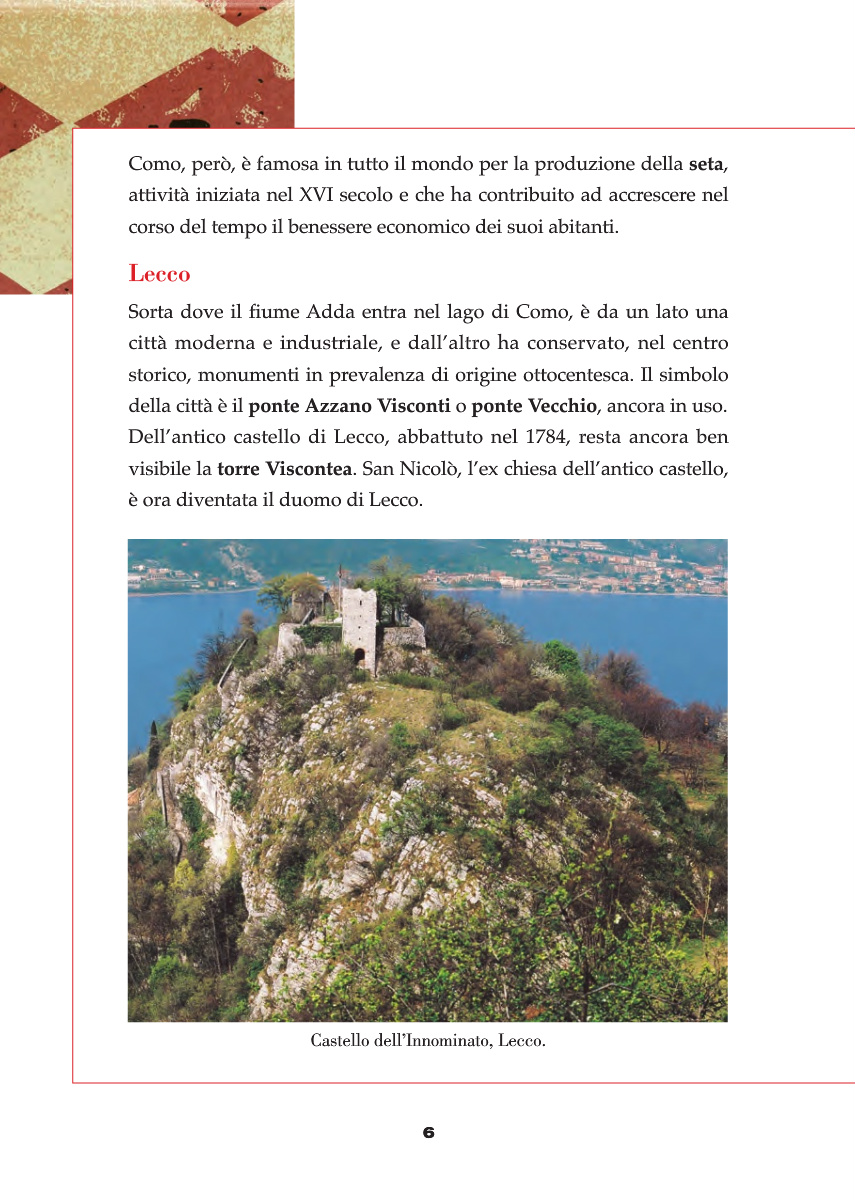 Como, però, è famosa in tutto il mondo per la produzione della seta,
attività iniziata nel XVI secolo e che ha contribuito ad accrescere nel
corso del tempo il benessere economico dei suoi abitanti.
Lecco
Sorta dove il fiume Adda entra nel lago di Como, è da un lato una
città moderna e industriale, e dall'altro ha conservato, nel centro
storico, monumenti in prevalenza di origine ottocentesca. Il simbolo
della città è il ponte Azzano Visconti o ponte Vecchio, ancora in uso.
Dell'antico castello di Lecco, abbattuto nel 1784, resta ancora ben
visibile la torre Viscontea. San Nicolò, l'ex chiesa dell'antico castello,
è ora diventata il duomo di Lecco.
Castello dell'Innominato, Lecco.
6